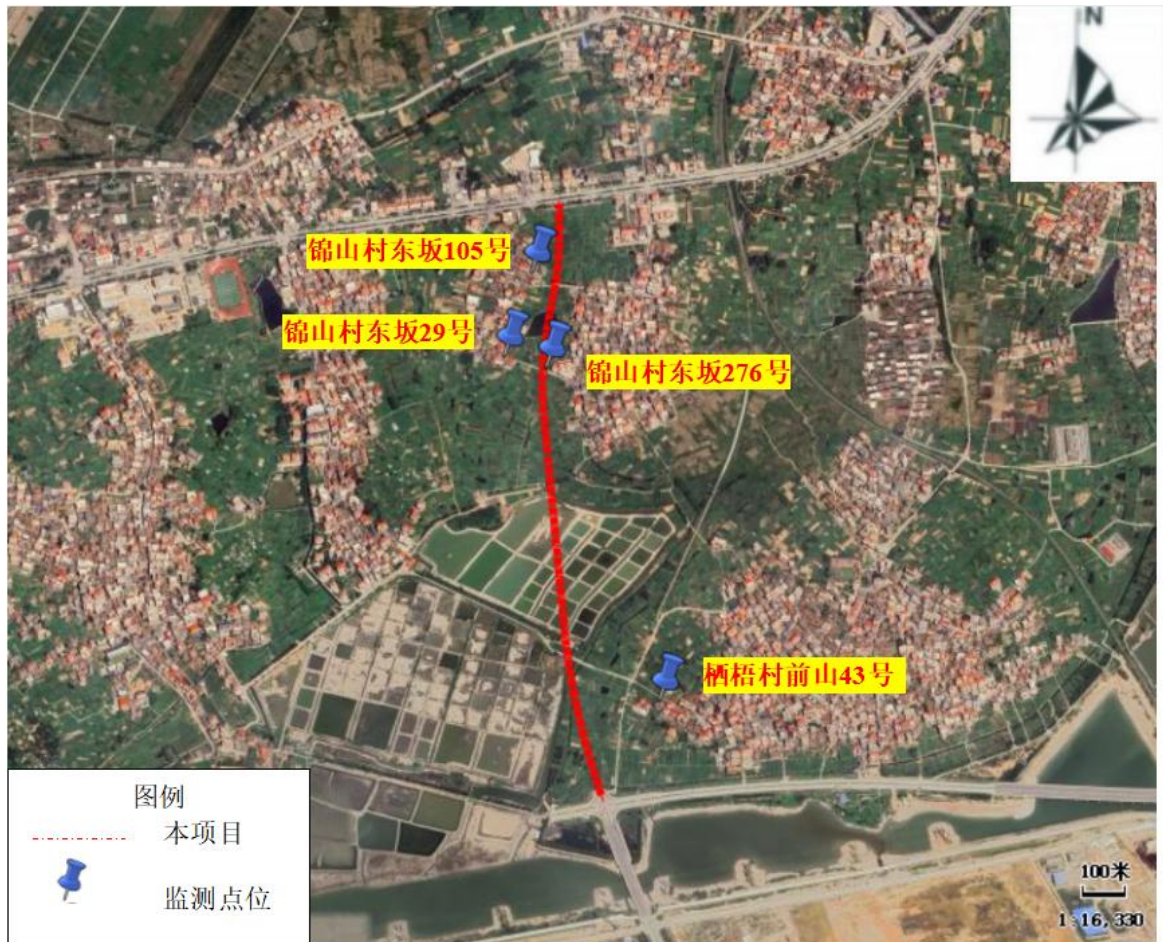 N
锦山村东坂105号
锦山村东坂29号
锦山村东坂276号
栖梧村前山43号
图例
本项目
监测点位
100米
1:16,330